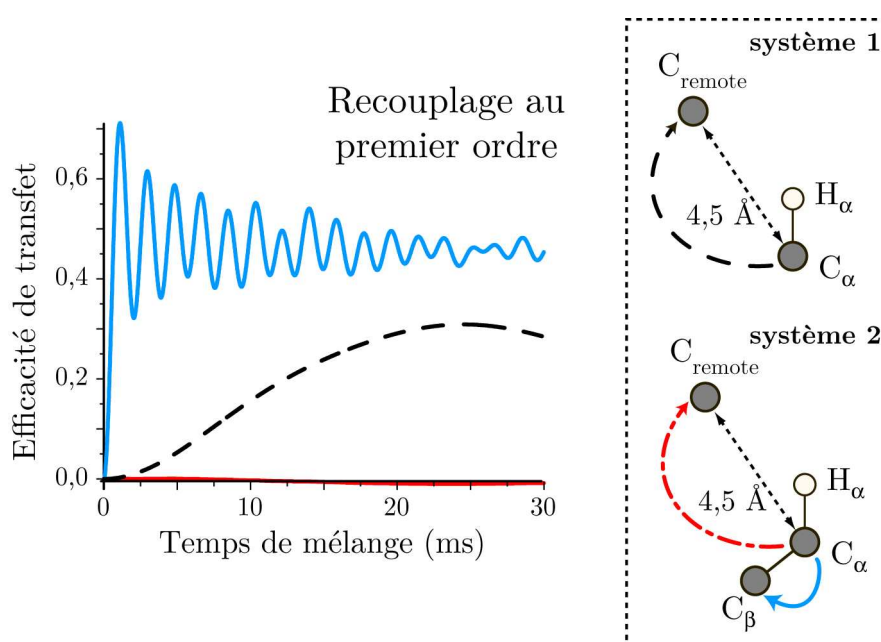 Recouplage au
premier ordre
Efficacité de transfet
0,6
0,4
0,2
0,0
0
10
20
30
Temps de mélange (ms)
système 1
C remote
H α
4,5 Å
C α
système 2
C remote
H α
4,5 Å
C α
C β